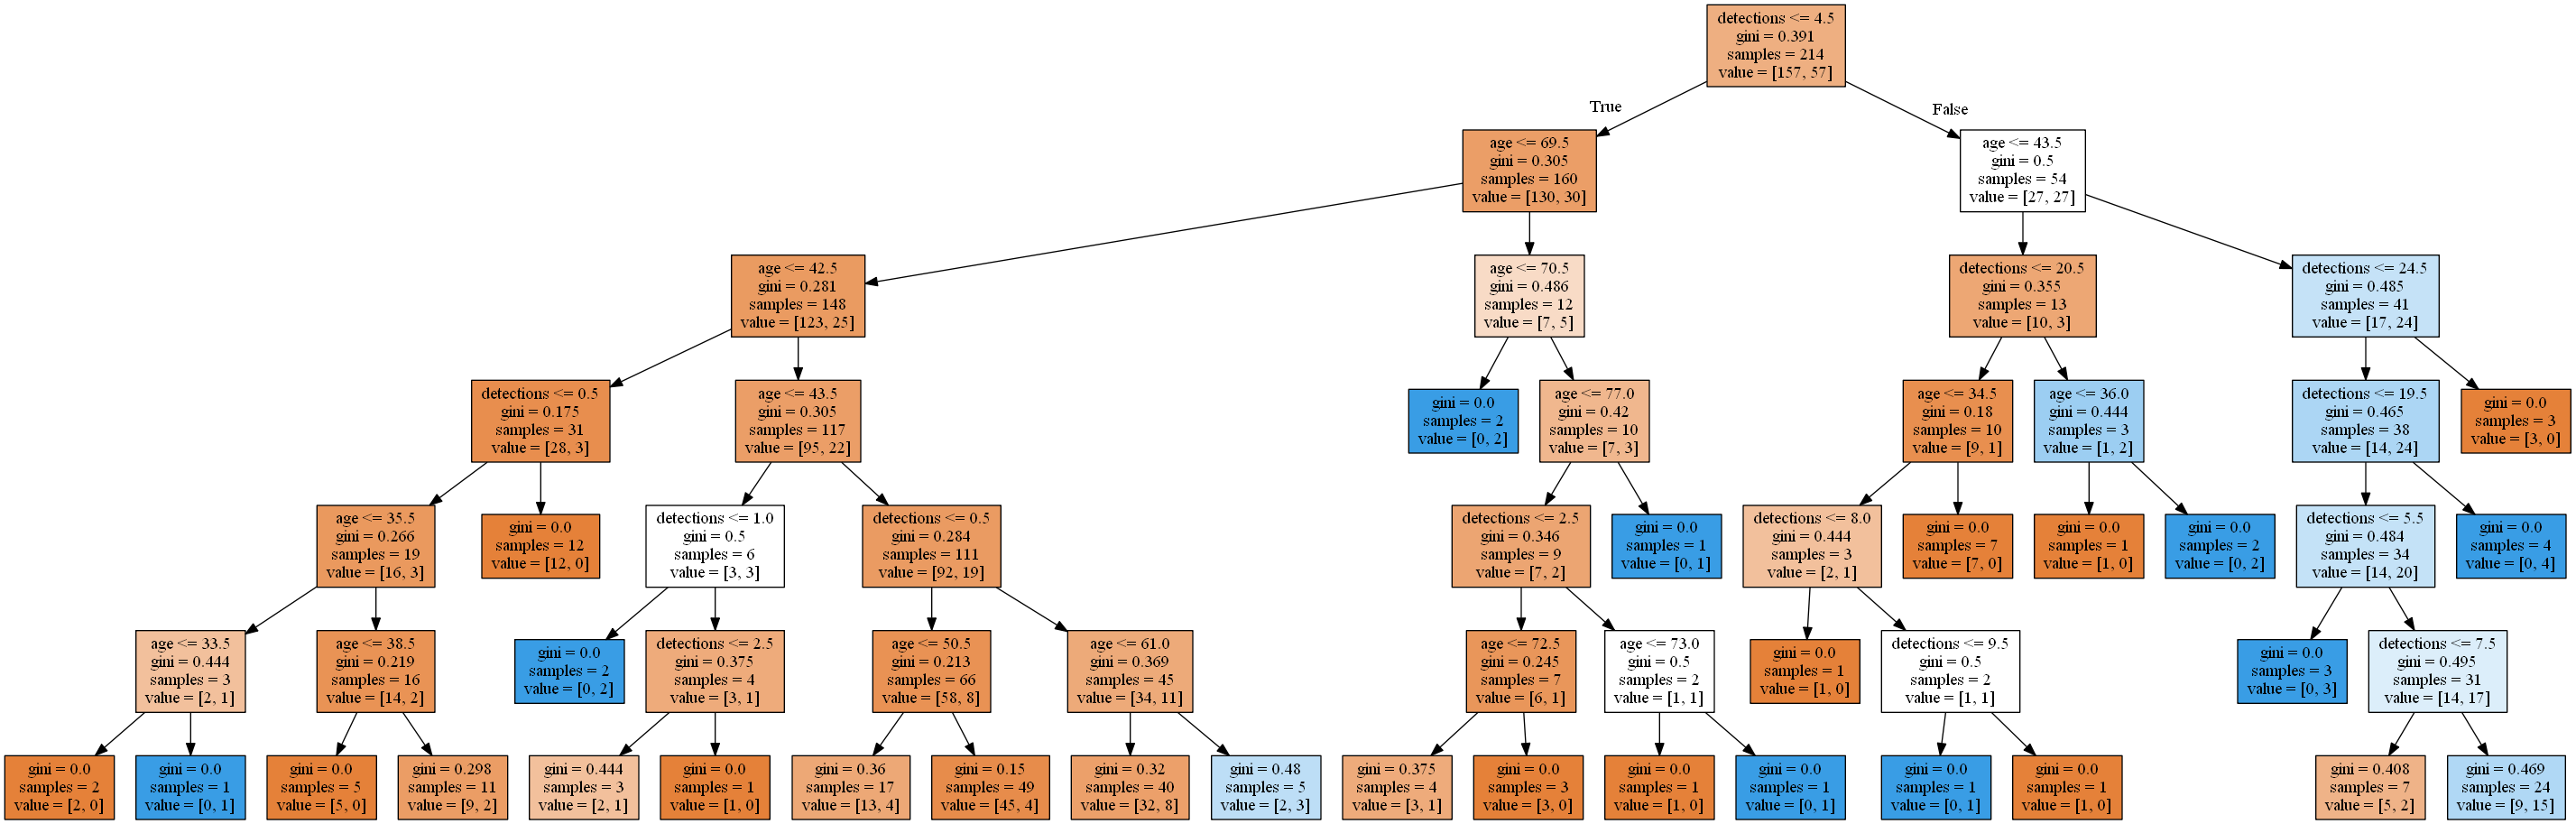 detections <= 4.5
gini = 0.391
samples = 214
value = [157, 57]
True
False
age <= 69.5
gini = 0.305
samples = 160
value = [130, 30]
age <= 43.5
gini = 0.5
samples = 54
value = [27, 27]
age <= 42.5
gini = 0.281
samples = 148
value = [123, 25]
age <= 70.5
gini = 0.486
samples = 12
value = [7, 5]
detections <= 20.5
gini = 0.355
samples = 13
value = [10, 3]
detections <= 24.5
gini = 0.485
samples = 41
value = [17, 24]
detections <= 0.5
gini = 0.175
samples = 31
value = [28, 3]
age <= 43.5
gini = 0.305
samples = 117
value = [95, 22]
gini = 0.0
samples = 2
value = [0, 2]
age <= 77.0
gini = 0.42
samples = 10
value = [7, 3]
age <= 34.5
gini = 0.18
samples = 10
value = [9, 1]
age <= 36.0
gini = 0.444
samples = 3
value = [1, 2]
detections <= 19.5
gini = 0.465
samples = 38
value = [14, 24]
gini = 0.0
samples = 3
value = [3, 0]
age <= 35.5
gini = 0.266
samples = 19
value = [16, 3]
gini = 0.0
samples = 12
value = [12, 0]
detections <= 1.0
gini = 0.5
samples = 6
value = [3, 3]
detections <= 0.5
gini = 0.284
samples = 111
value = [92, 19]
detections <= 2.5
gini = 0.346
samples = 9
value = [7, 2]
gini = 0.0
samples = 1
value = [0, 1]
detections <= 8.0
gini = 0.444
samples = 3
value = [2, 1]
gini = 0.0
samples = 7
value = [7, 0]
gini = 0.0
samples = 1
value = [1, 0]
gini = 0.0
samples = 2
value = [0, 2]
detections <= 5.5
gini = 0.484
samples = 34
value = [14, 20]
gini = 0.0
samples = 4
value = [0, 4]
age <= 33.5
gini = 0.444
samples = 3
value = [2, 1]
age <= 38.5
gini = 0.219
samples = 16
value = [14, 2]
gini = 0.0
samples = 2
value = [0, 2]
detections <= 2.5
gini = 0.375
samples = 4
value = [3, 1]
age <= 50.5
gini = 0.213
samples = 66
value = [58, 8]
age <= 61.0
gini = 0.369
samples = 45
value = [34, 11]
age <= 72.5
gini = 0.245
samples = 7
value = [6, 1]
age <= 73.0
gini = 0.5
samples = 2
value = [1, 1]
gini = 0.0
samples = 1
value = [1, 0]
detections <= 9.5
gini = 0.5
samples = 2
value = [1, 1]
gini = 0.0
samples = 3
value = [0, 3]
detections <= 7.5
gini = 0.495
samples = 31
value = [14, 17]
gini = 0.0
samples = 2
value = [2, 0]
gini = 0.0
samples = 1
value = [0, 1]
gini = 0.0
samples = 5
value = [5, 0]
gini = 0.298
samples = 11
value = [9, 2]
gini = 0.444
samples = 3
value = [2, 1]
gini = 0.0
samples = 1
value = [1, 0]
gini = 0.36
samples = 17
value = [13, 4]
gini = 0.15
samples = 49
value = [45, 4]
gini = 0.32
samples = 40
value = [32, 8]
gini = 0.48
samples = 5
value = [2, 3]
gini = 0.375
samples = 4
value = [3, 1]
gini = 0.0
samples = 3
value = [3, 0]
gini = 0.0
samples = 1
value = [1, 0]
gini = 0.0
samples = 1
value = [0, 1]
gini = 0.0
samples = 1
value = [0, 1]
gini = 0.0
samples = 1
value = [1, 0]
gini = 0.408
samples = 7
value = [5, 2]
gini = 0.469
samples = 24
value = [9, 15]